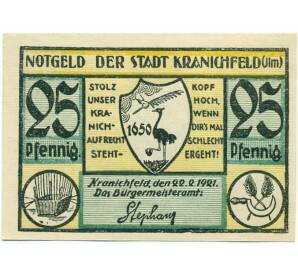 NOTGELD DER STADT KRANICHFELD (Ilm)
25 Pfennig.
STOLZ UNSER KRA-NICH AUFRECHT STEHT-
1650
KOPF HOCH, WENN DIR'S MAL SCHLECHT ERGEHT!
25 Pfennig.
Kranichfeld, den 22.2.1921.
Das Bürgermeisteramt:
Stephany